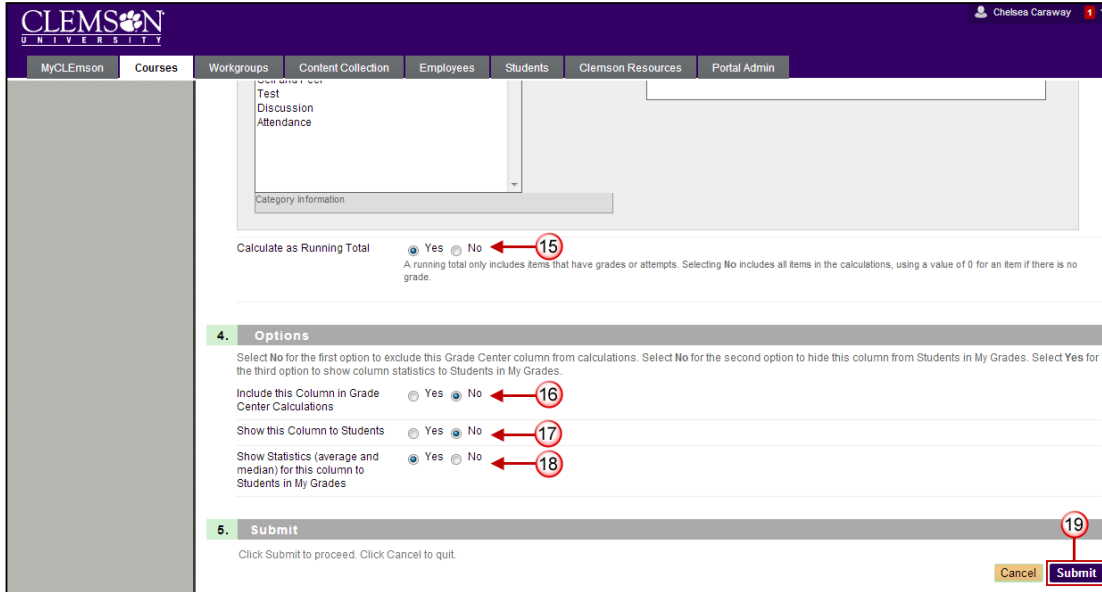 CLEMSON
UNIVERSITY
Chelsea Caraway 1
MyCLEmson Courses Workgroups Content Collection Employees Students Clemson Resources Portal Admin
Self and Peer
Test
Discussion
Attendance
Category Information
Calculate as Running Total Yes No 15
A running total only includes items that have grades or attempts. Selecting No includes all items in the calculations, using a value of 0 for an item if there is no
grade.
4. Options
Select No for the first option to exclude this Grade Center column from calculations. Select No for the second option to hide this column from Students in My Grades. Select Yes for
the third option to show column statistics to Students in My Grades.
Include this Column in Grade
Center Calculations
Yes No 16
Show this Column to Students Yes No 17
Show Statistics (average and
median) for this column to
Students in My Grades
Yes No 18
5. Submit
19
Click Submit to proceed. Click Cancel to quit.
Cancel Submit